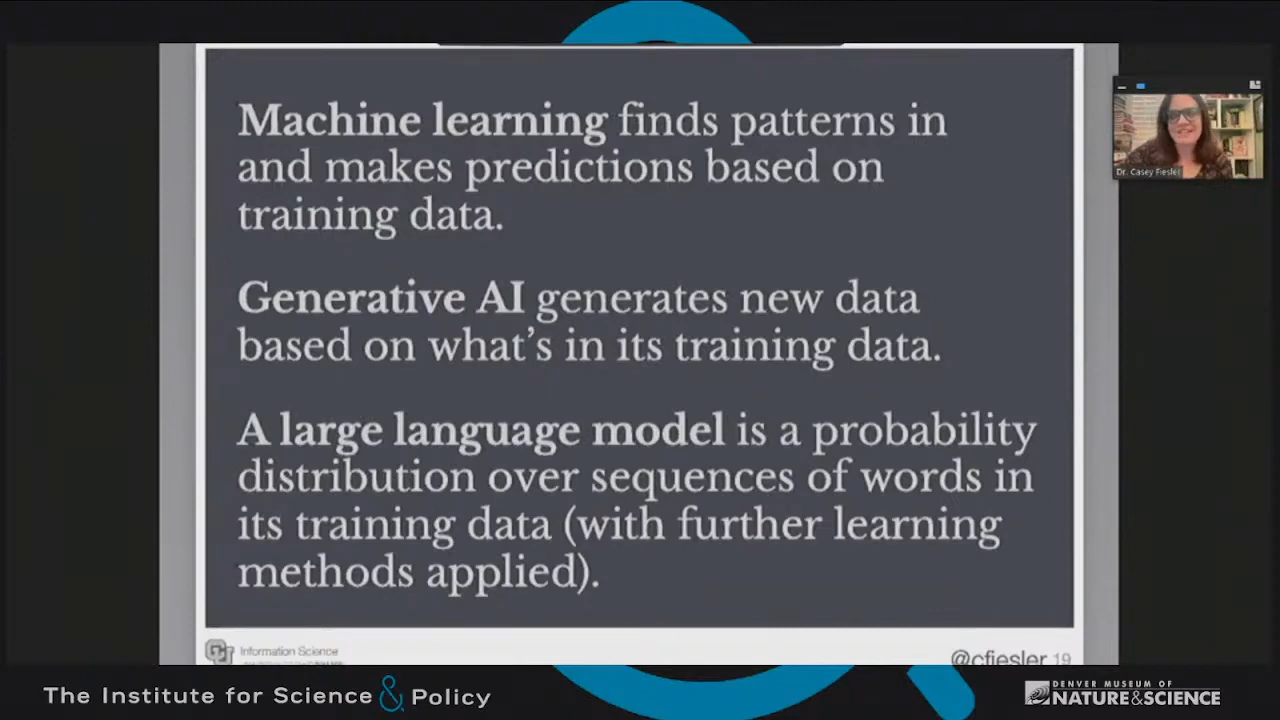 Machine learning finds patterns in
and makes predictions based on
training data.
Generative AI generates new data
based on what's in its training data.
A large language model is a probability
distribution over sequences of words in
its training data (with further learning
methods applied).
Dr. Casey Fiesler
CU Information Science
@cfiesler 19
The Institute for Science & Policy
DENVER MUSEUM OF
NATURE & SCIENCE